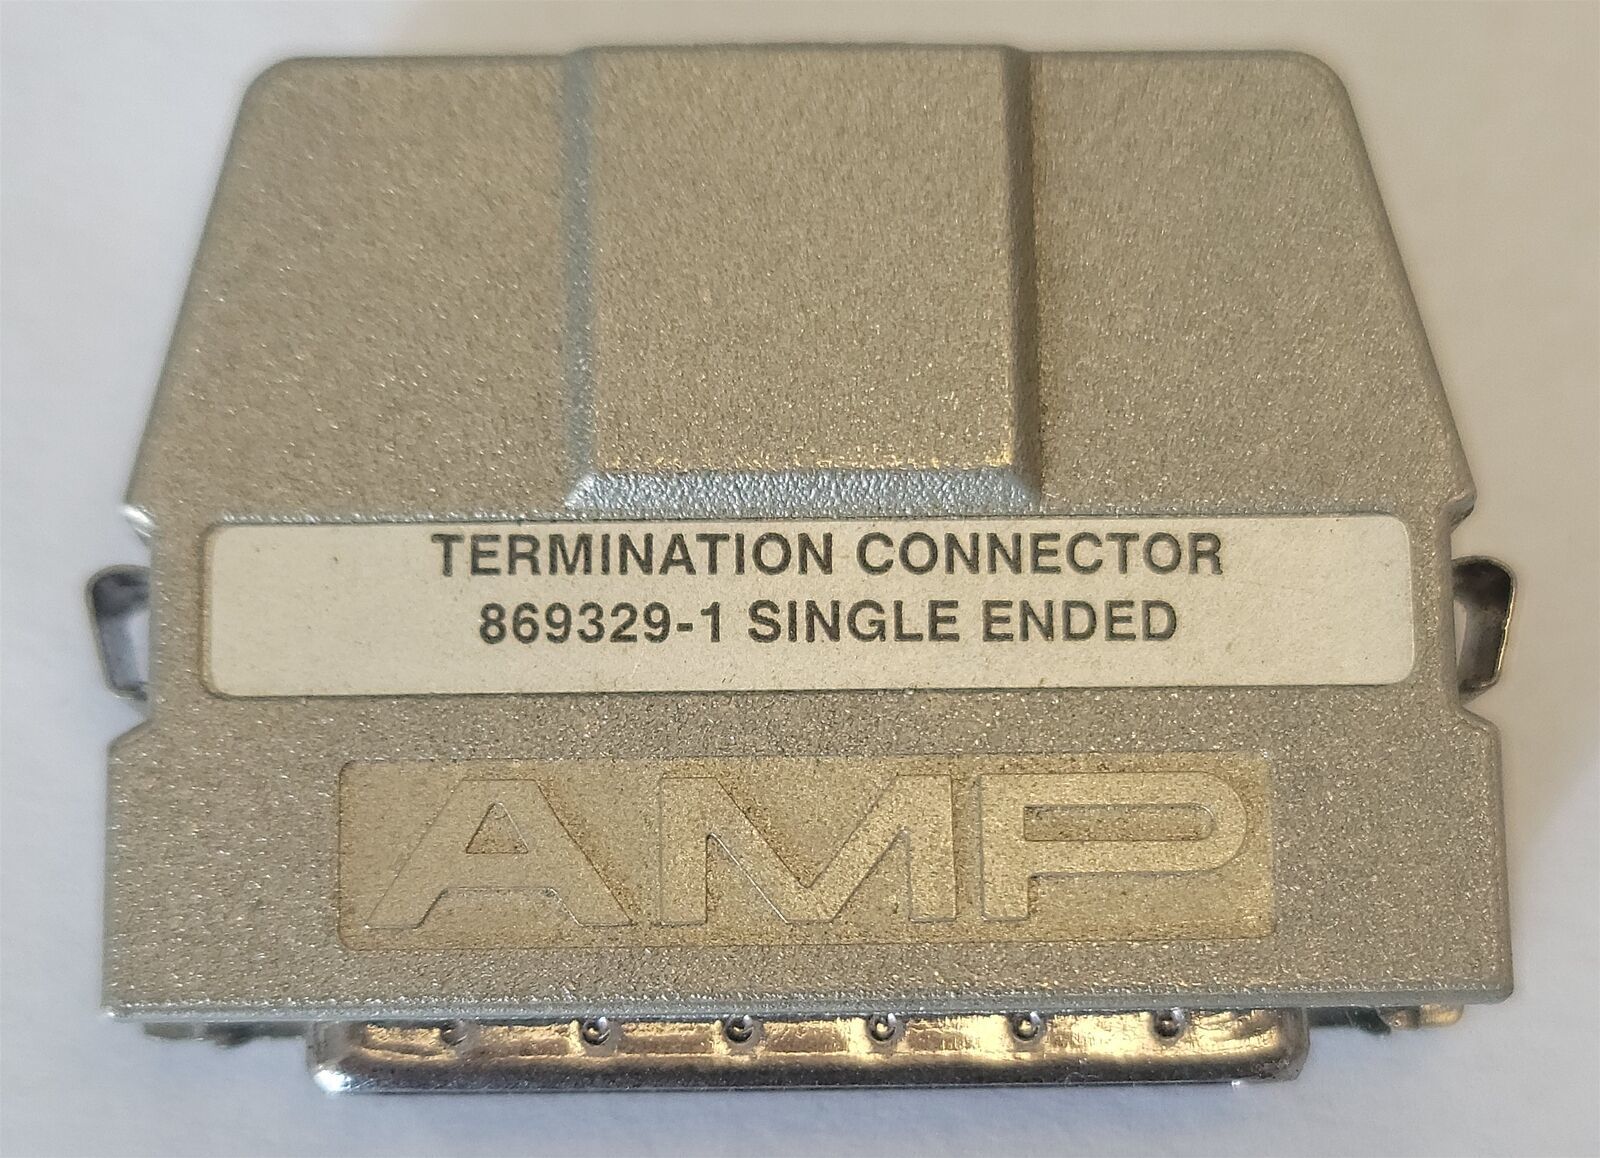 TERMINATION CONNECTOR
869329-1 SINGLE ENDED
AMP